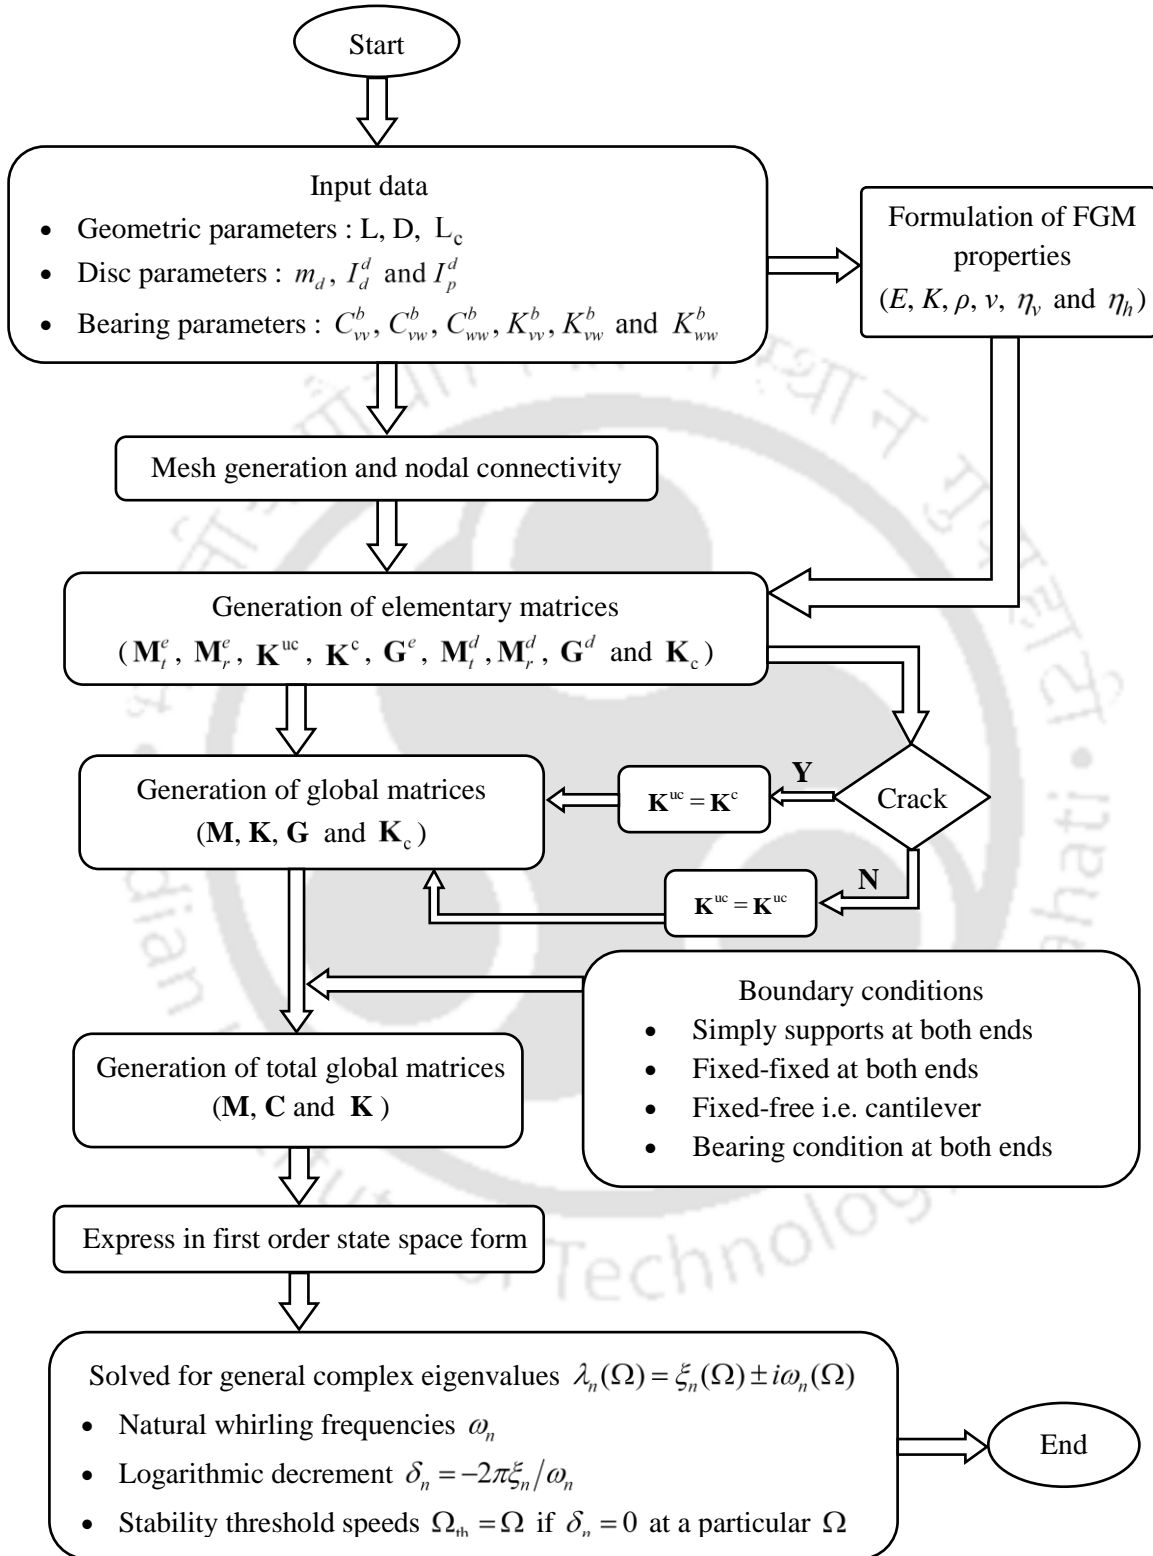 Start
Input data
• Geometric parameters : L, D, L_c
• Disc parameters : m_d, I_d^d and I_p^d
• Bearing parameters : C_vv^b, C_vw^b, C_ww^b, K_vv^b, K_vw^b and K_ww^b
Formulation of FGM
properties
(E, K, ρ, ν, η_v and η_h)
Mesh generation and nodal connectivity
Generation of elementary matrices
(M_t^e, M_r^e, K^uc, K^c, G^e, M_t^d, M_r^d, G^d and K_c)
Crack
Y
K^uc = K^c
N
K^uc = K^uc
Generation of global matrices
(M, K, G and K_c)
Boundary conditions
• Simply supports at both ends
• Fixed-fixed at both ends
• Fixed-free i.e. cantilever
• Bearing condition at both ends
Generation of total global matrices
(M, C and K)
Express in first order state space form
Solved for general complex eigenvalues λ_n(Ω) = ξ_n(Ω) ± iω_n(Ω)
• Natural whirling frequencies ω_n
• Logarithmic decrement δ_n = −2πξ_n/ω_n
• Stability threshold speeds Ω_th = Ω if δ_n = 0 at a particular Ω
End
of Technology